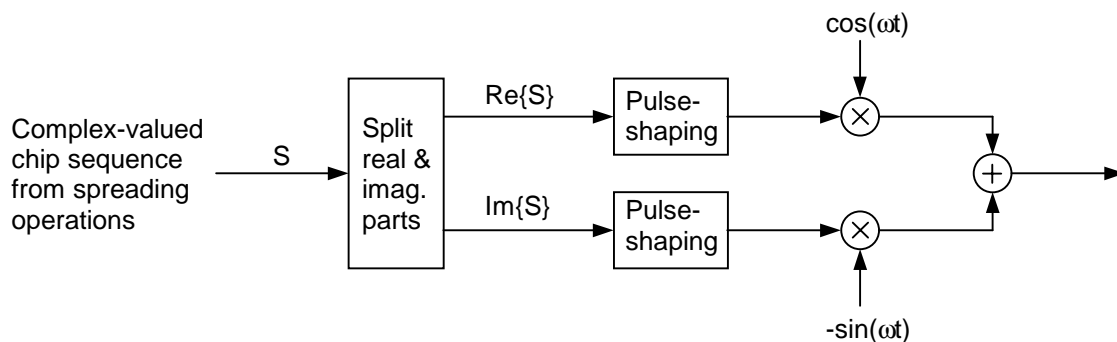 cos(ωt)
Complex-valued
chip sequence
from spreading
operations
S
Split
real &
imag.
parts
Re{S}
Pulse-
shaping
Im{S}
Pulse-
shaping
-sin(ωt)